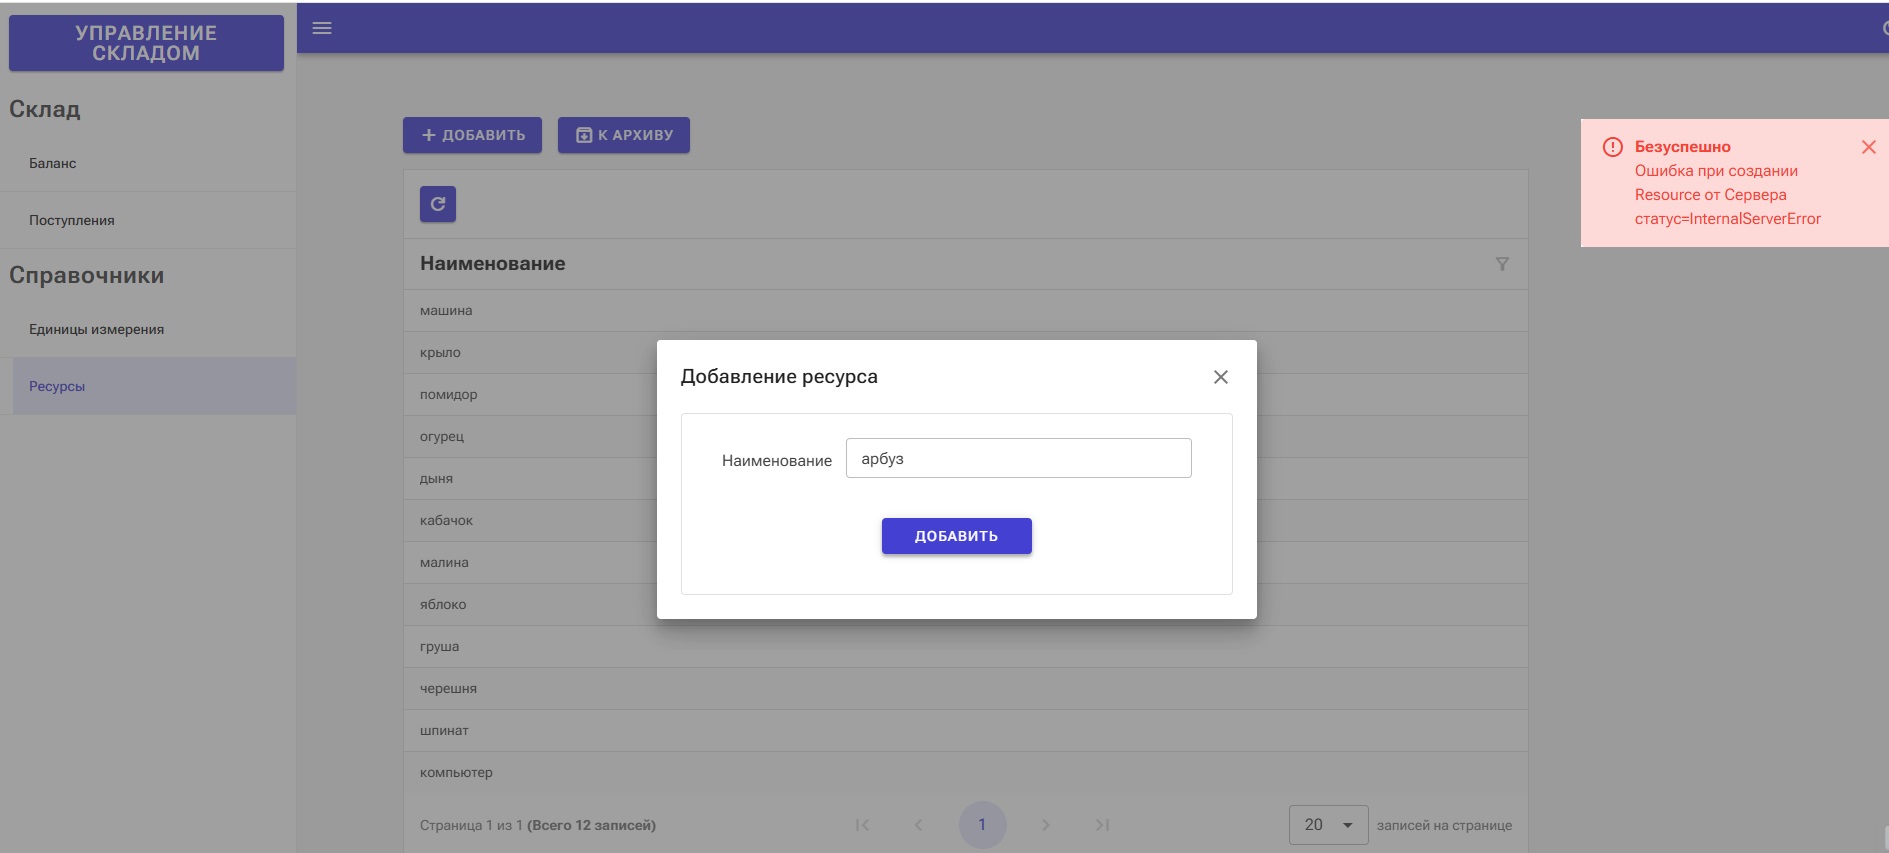 УПРАВЛЕНИЕ
СКЛАДОМ
Склад
Баланс
Поступления
Справочники
Единицы измерения
Ресурсы
ДОБАВИТЬ
К АРХИВУ
Безуспешно
Ошибка при создании
Resource от Сервера
статус=InternalServerError
Наименование
машина
крыло
помидор
огурец
дыня
кабачок
малина
яблоко
груша
черешня
шпинат
компьютер
Добавление ресурса
Наименование арбуз
ДОБАВИТЬ
Страница 1 из 1 (Всего 12 записей) 1 20 записей на странице